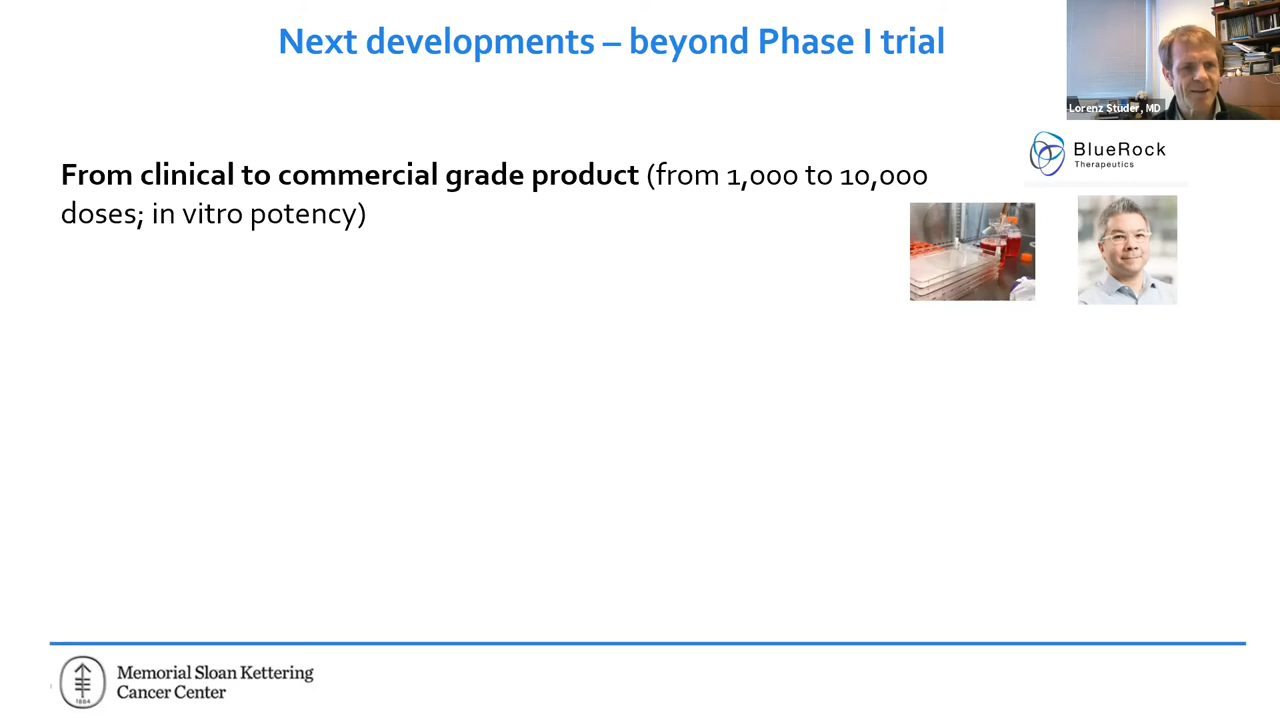 Next developments – beyond Phase I trial
Lorenz Studer, MD
BlueRock
Therapeutics
From clinical to commercial grade product (from 1,000 to 10,000
doses; in vitro potency)
Memorial Sloan Kettering
Cancer Center
1884